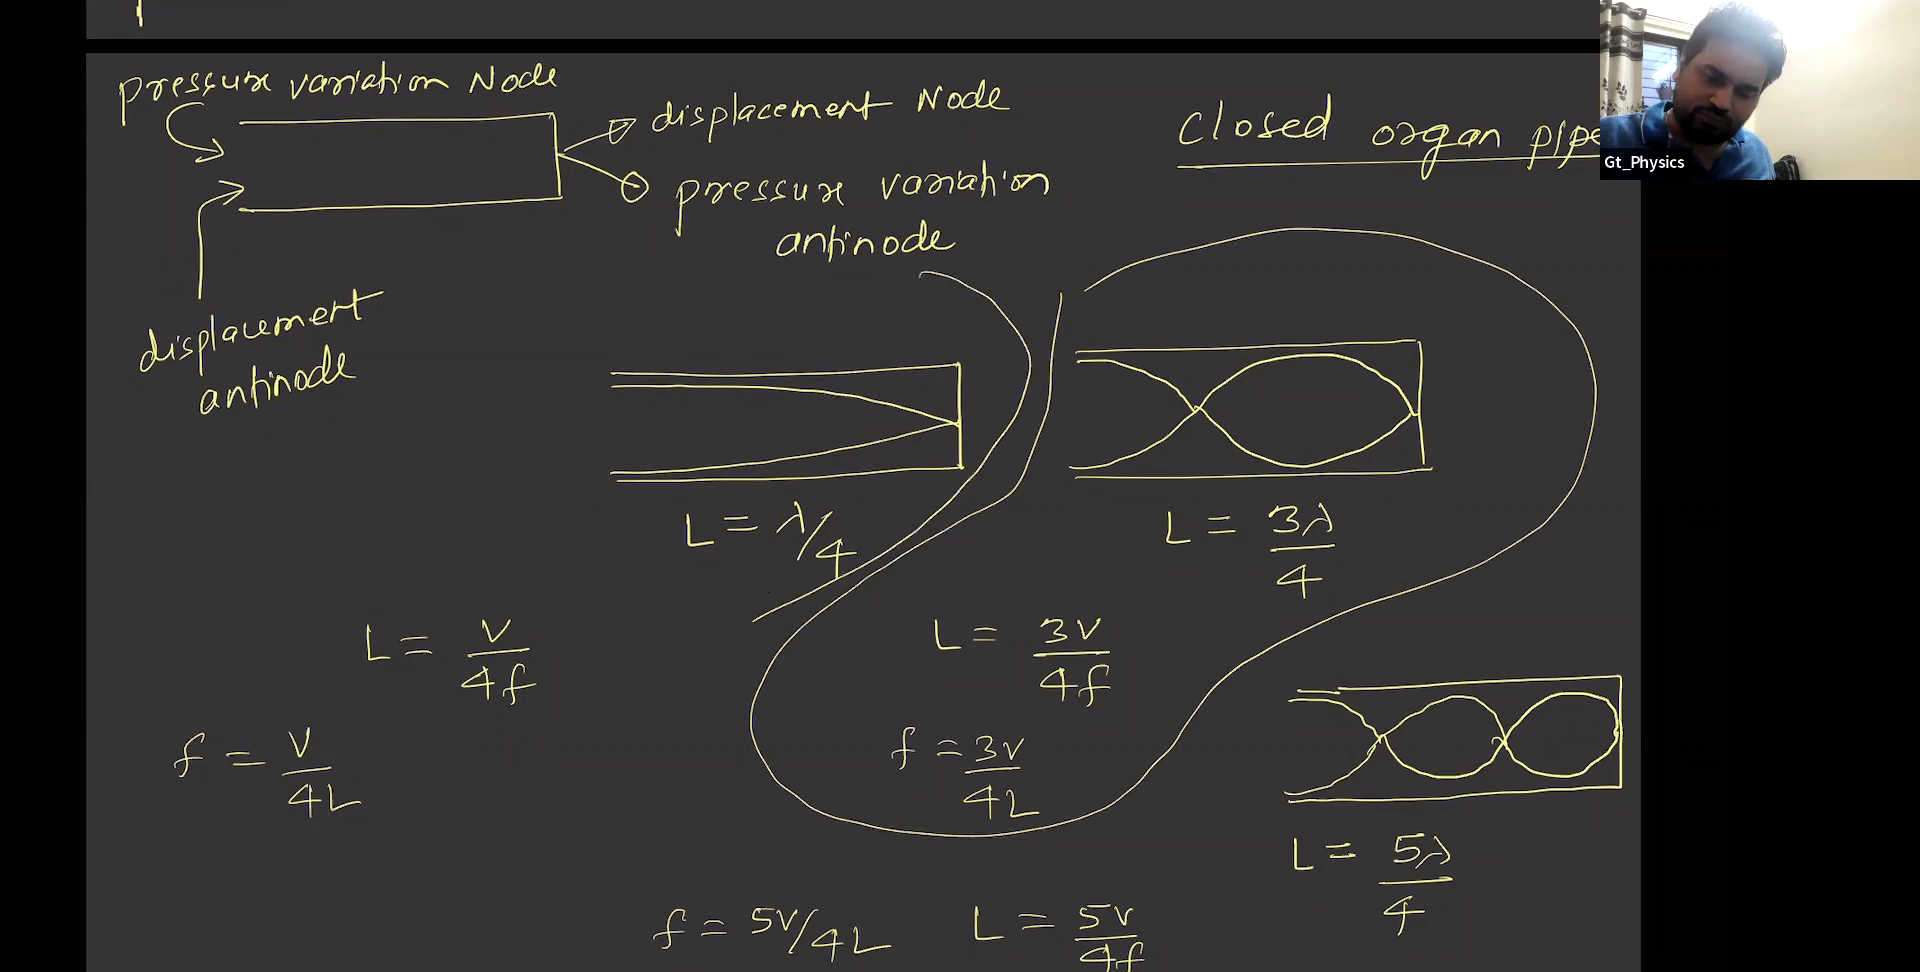 pressure variation Node
displacement Node
closed organ pipe
Gt_Physics
pressure variation
antinode
displacement
antinode
L = λ/4
L = 3λ/4
L = v/4f
L = 3v/4f
f = v/4L
f = 3v/4L
L = 5λ/4
f = 5v/4L
L = 5v/4f